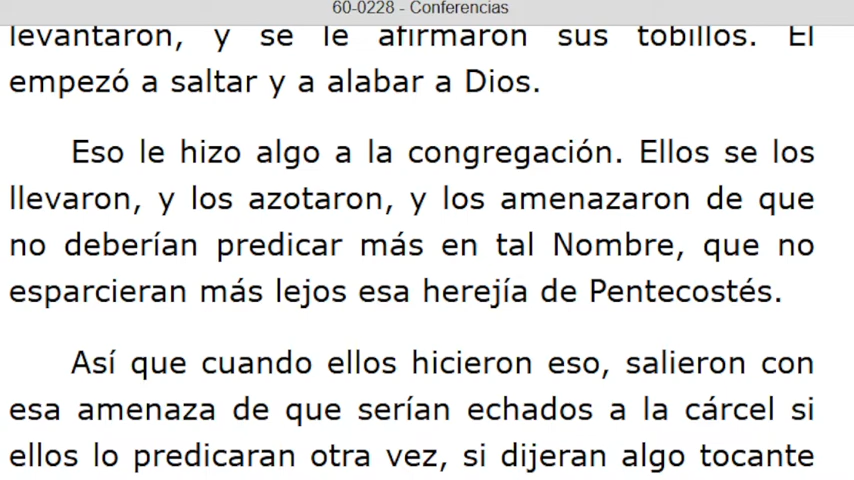 60-0228 - Conferencias
levantaron, y se le afirmaron sus tobillos. Él
empezó a saltar y a alabar a Dios.
Eso le hizo algo a la congregación. Ellos se los
llevaron, y los azotaron, y los amenazaron de que
no deberían predicar más en tal Nombre, que no
esparcieran más lejos esa herejía de Pentecostés.
Así que cuando ellos hicieron eso, salieron con
esa amenaza de que serían echados a la cárcel si
ellos lo predicaran otra vez, si dijeran algo tocante